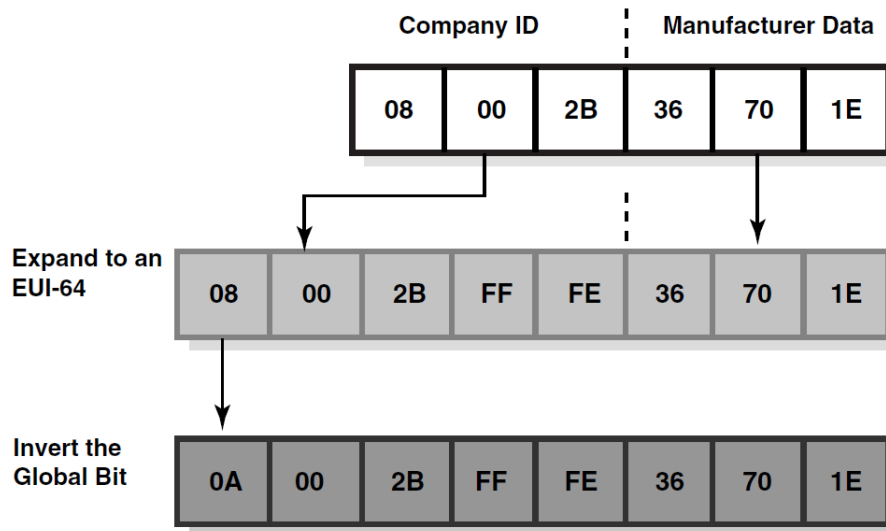 Company ID Manufacturer Data
08 00 2B 36 70 1E
Expand to an
EUI-64
08 00 2B FF FE 36 70 1E
Invert the
Global Bit
0A 00 2B FF FE 36 70 1E